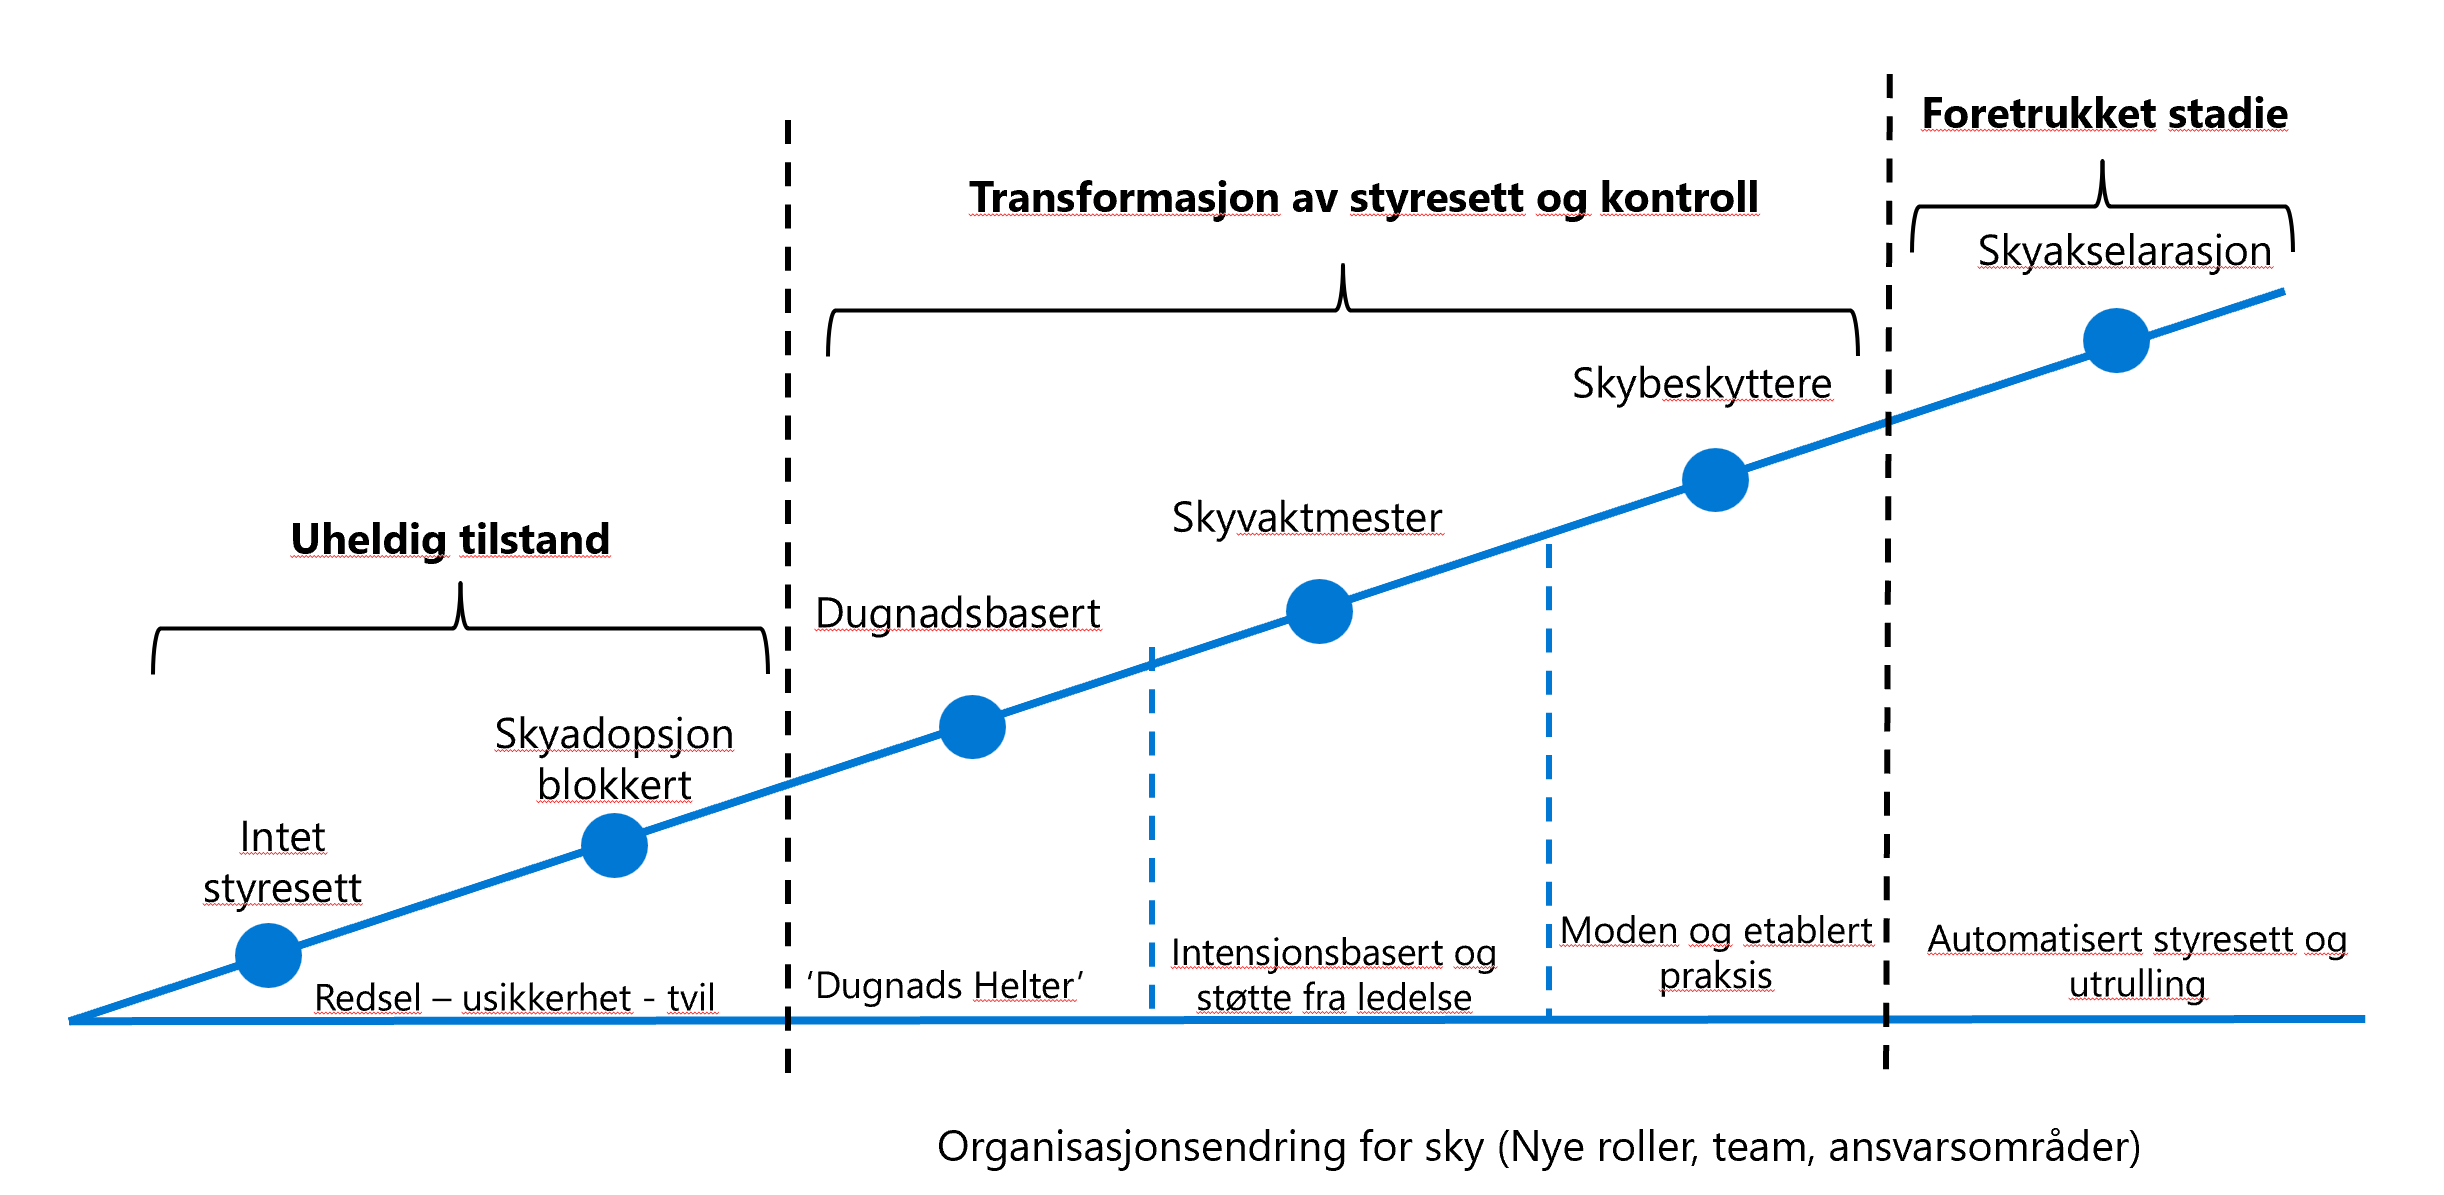 Foretrukket stadie
Transformasjon av styresett og kontroll
Skyakselarasjon
Skybeskyttere
Skyvaktmester
Uheldig tilstand
Dugnadsbasert
Skyadopsjon
blokkert
Intet
styresett
Redsel – usikkerhet - tvil
‘Dugnads Helter’
Intensjonsbasert og
støtte fra ledelse
Moden og etablert
praksis
Automatisert styresett og
utrulling
Organisasjonsendring for sky (Nye roller, team, ansvarsområder)